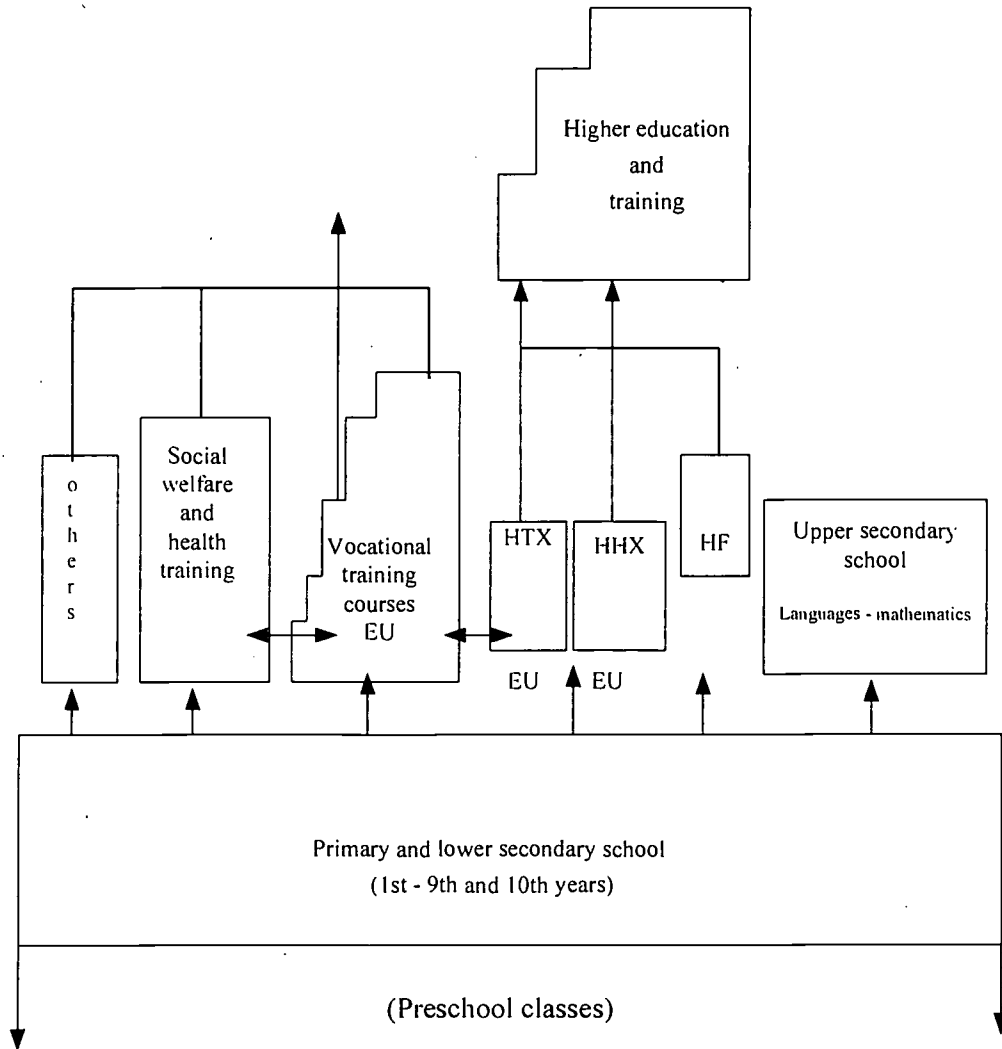 Higher education
and
training
o
t
h
e
r
s
Social
welfare
and
health
training
Vocational
training
courses
EU
HTX
HHX
HF
Upper secondary
school
Languages - mathematics
EU
EU
Primary and lower secondary school
(1st - 9th and 10th years)
(Preschool classes)